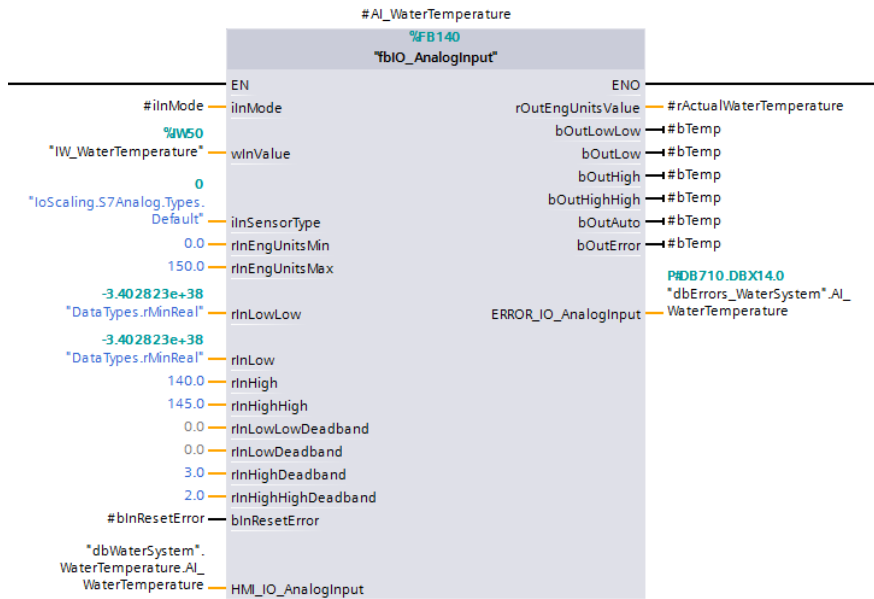 #AI_WaterTemperature
%FB140
"fbIO_AnalogInput"
EN ENO
#iInMode iInMode rOutEngUnitsValue #rActualWaterTemperature
bOutLowLow #bTemp
%IW50
"IW_WaterTemperature" wInValue bOutLow #bTemp
bOutHigh #bTemp
0
"IoScaling.S7Analog.Types.
Default" iInSensorType
bOutHighHigh #bTemp
bOutAuto #bTemp
0.0 rInEngUnitsMin bOutError #bTemp
150.0 rInEngUnitsMax
P#DB710.DBX14.0
"dbErrors_WaterSystem".AI_
WaterTemperature
-3.402823e+38
"DataTypes.rMinReal" rInLowLow ERROR_IO_AnalogInput
-3.402823e+38
"DataTypes.rMinReal" rInLow
140.0 rInHigh
145.0 rInHighHigh
0.0 rInLowLowDeadband
0.0 rInLowDeadband
3.0 rInHighDeadband
2.0 rInHighHighDeadband
#bInResetError bInResetError
"dbWaterSystem".
WaterTemperature.AI_
WaterTemperature HMI_IO_AnalogInput